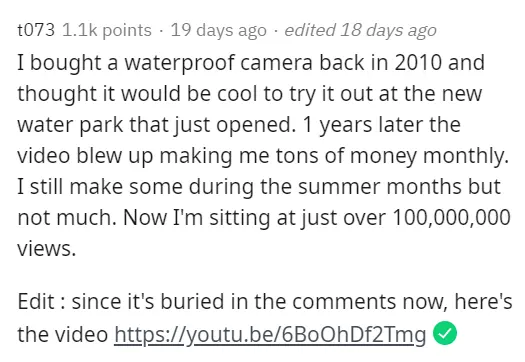 t073 1.1k points · 19 days ago · edited 18 days ago
I bought a waterproof camera back in 2010 and
thought it would be cool to try it out at the new
water park that just opened. 1 years later the
video blew up making me tons of money monthly.
I still make some during the summer months but
not much. Now I'm sitting at just over 100,000,000
views.
Edit : since it's buried in the comments now, here's
the video https://youtu.be/6BoOhDf2Tmg